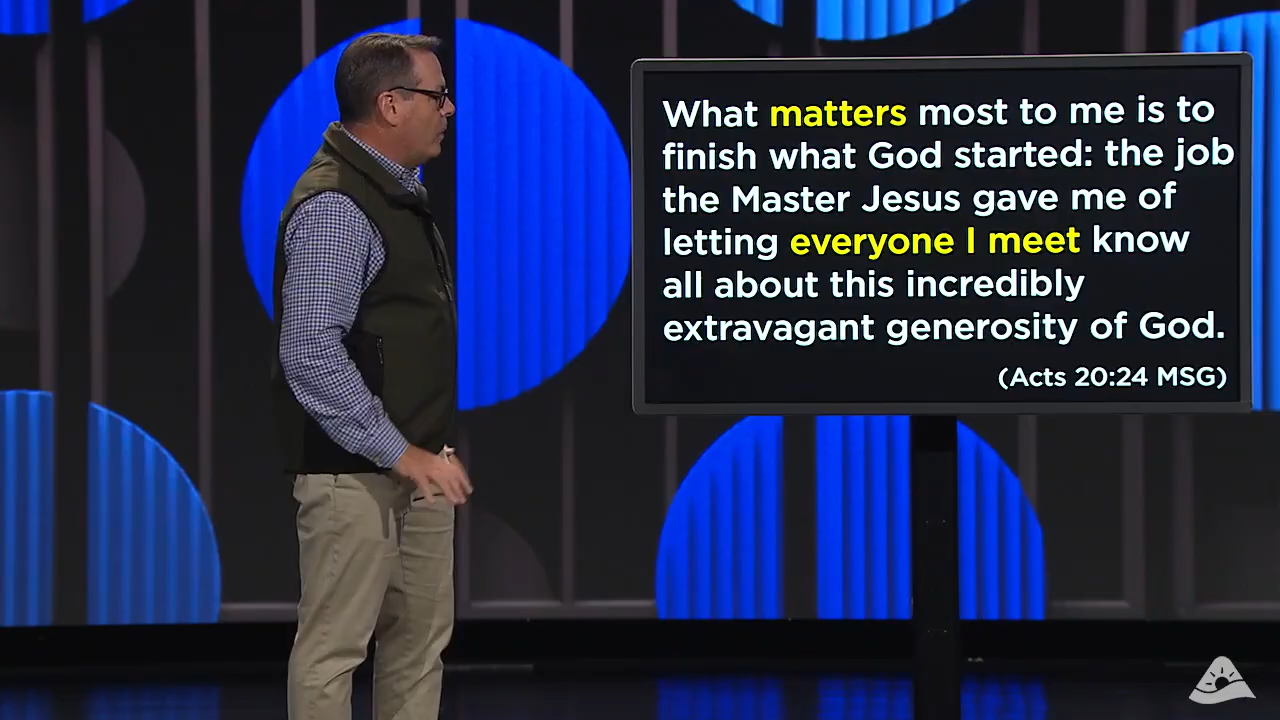 What matters most to me is to
finish what God started: the job
the Master Jesus gave me of
letting everyone I meet know
all about this incredibly
extravagant generosity of God.
(Acts 20:24 MSG)